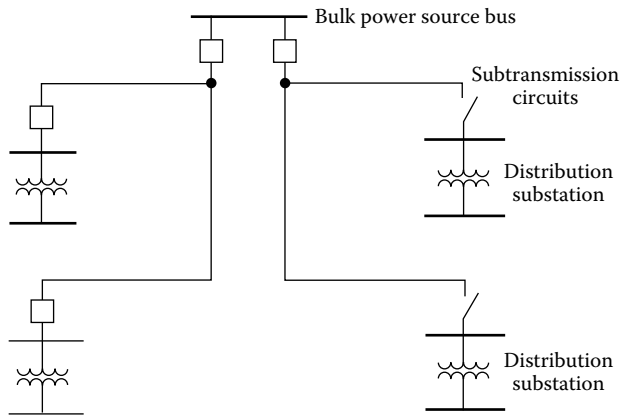 Bulk power source bus
Subtransmission
circuits
Distribution
substation
Distribution
substation